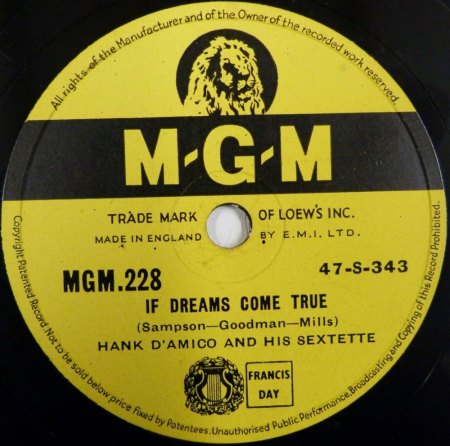 All rights of the Manufacturer and of the Owner of the recorded work reserved.
M-G-M
TRADE MARK OF LOEW'S INC.
MADE IN ENGLAND BY E.M.I. LTD.
MGM.228 47-S-343
IF DREAMS COME TRUE
(Sampson—Goodman—Mills)
HANK D'AMICO AND HIS SEXTETTE
FRANCIS
DAY
Copyright Patented Record. Not to be sold below price fixed by Patentees. Unauthorised Public Performance, Broadcasting and Copying of this Record Prohibited.